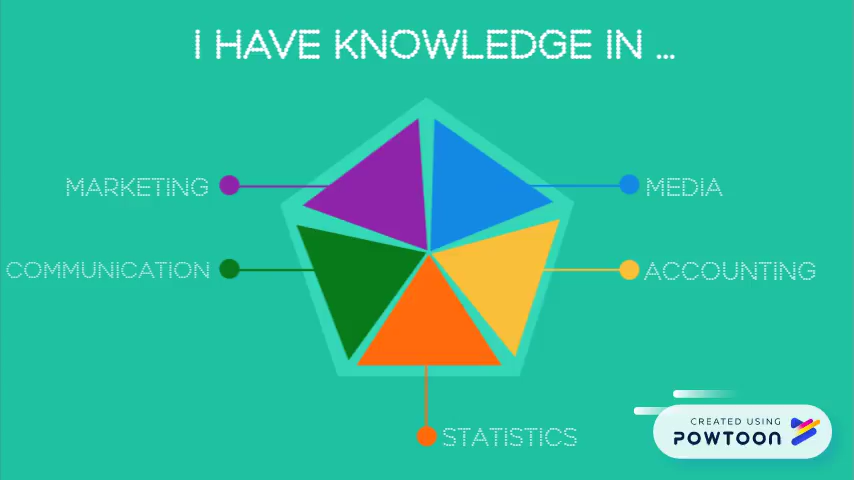 I HAVE KNOWLEDGE IN ...
MARKETING
MEDIA
COMMUNICATION
ACCOUNTING
STATISTICS
CREATED USING
POWTOON